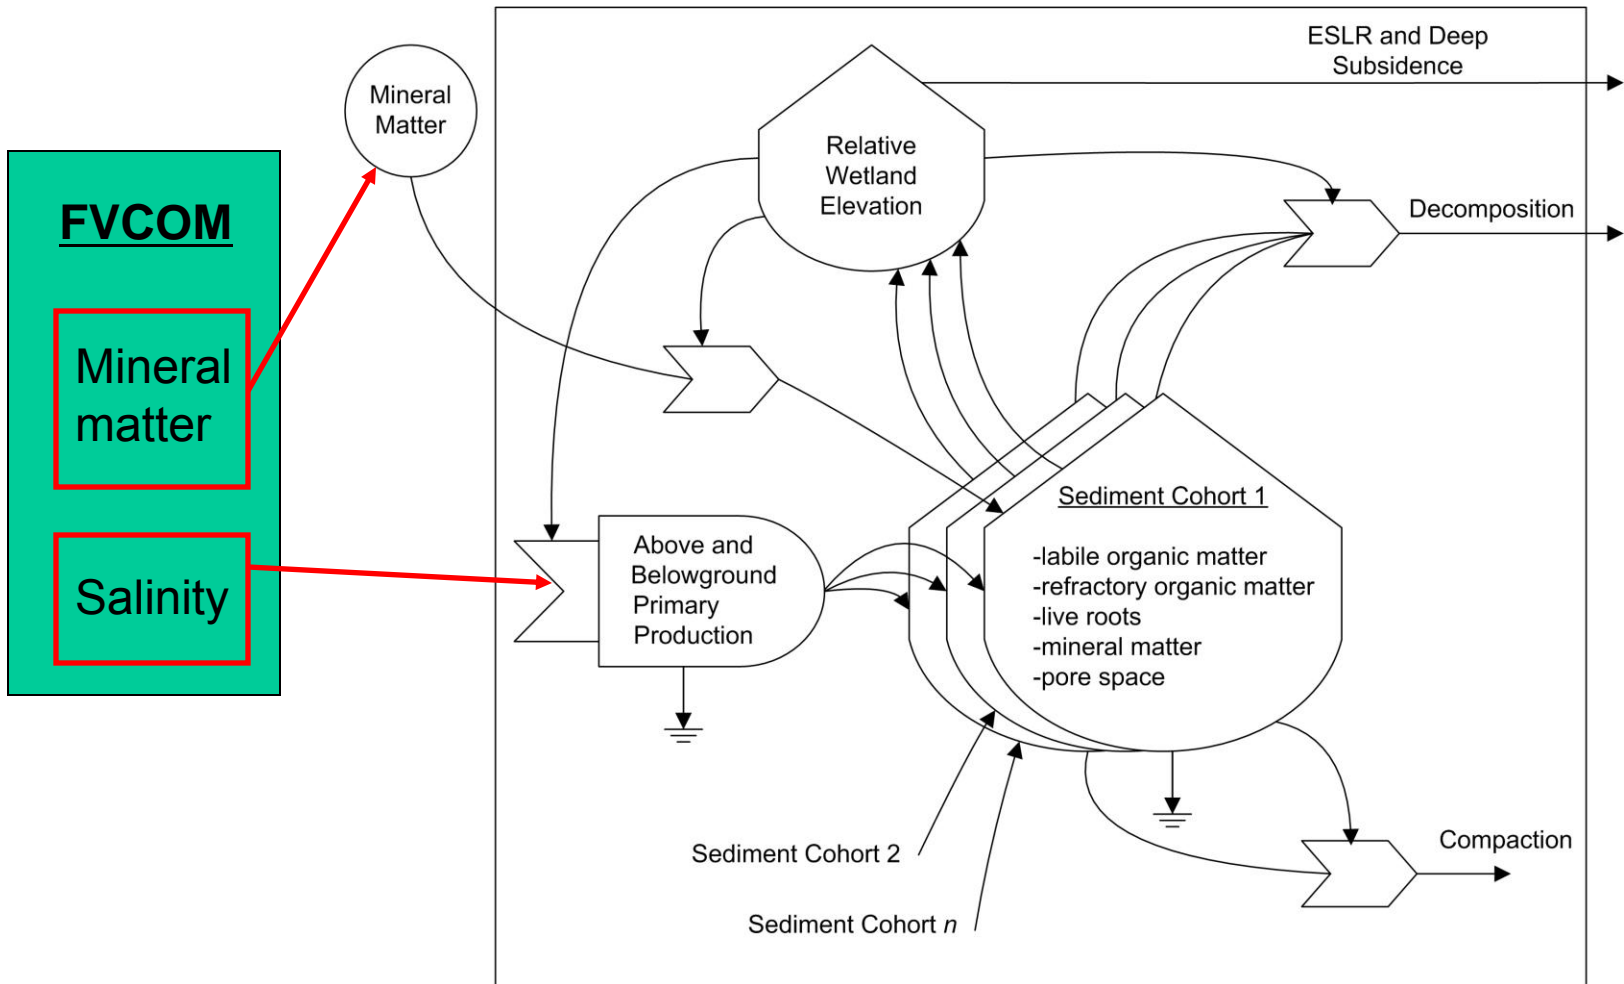 FVCOM
Mineral
matter
Salinity
Mineral
Matter
ESLR and Deep
Subsidence
Relative
Wetland
Elevation
Decomposition
Above and
Belowground
Primary
Production
Sediment Cohort 1
-labile organic matter
-refractory organic matter
-live roots
-mineral matter
-pore space
Sediment Cohort 2
Sediment Cohort n
Compaction